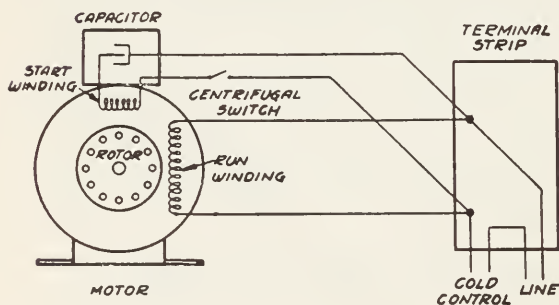 CAPACITOR
TERMINAL
STRIP
START
WINDING
CENTRIFUGAL
SWITCH
ROTOR
RUN
WINDING
COLD
CONTROL
LINE
MOTOR